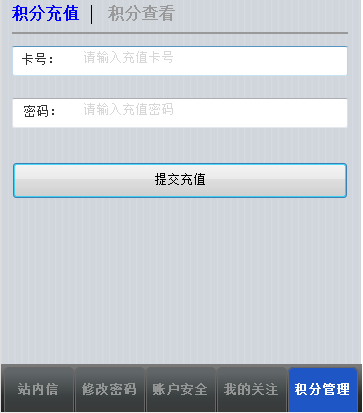 积分充值 | 积分查看
卡号： 请输入充值卡号
密码： 请输入充值密码
提交充值
站内信 修改密码 账户安全 我的关注 积分管理